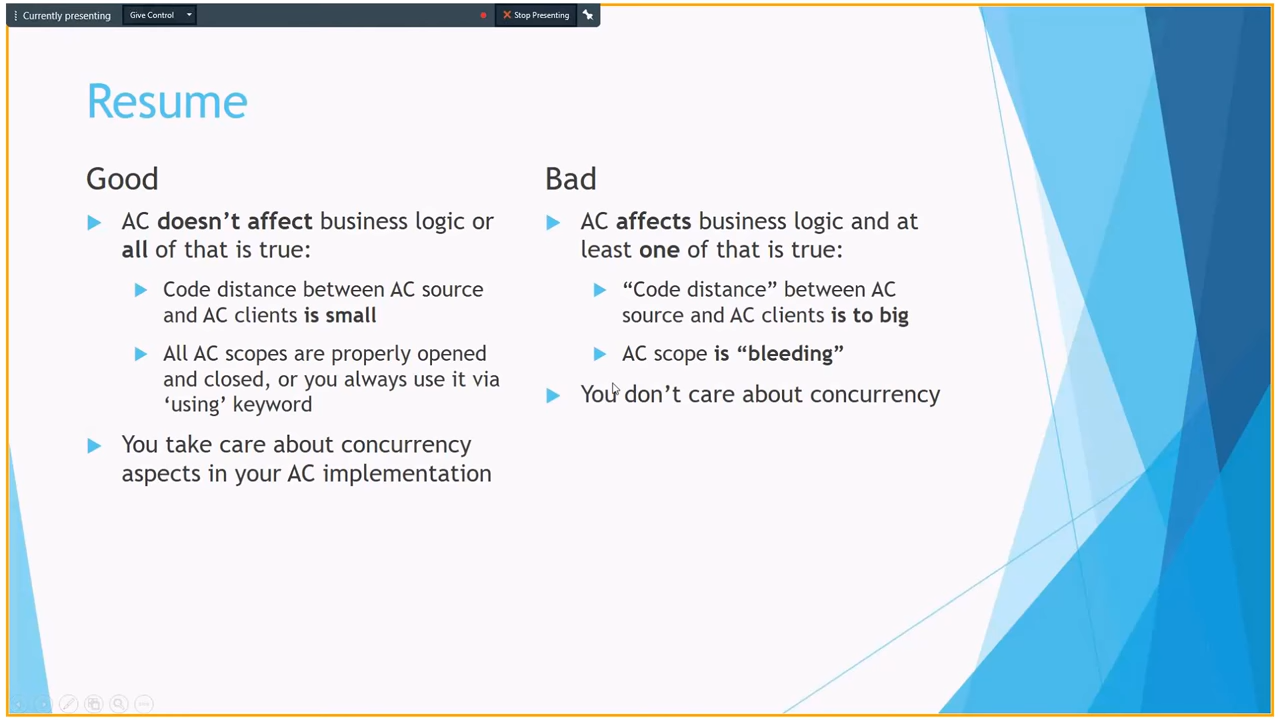 Currently presenting
Give Control
Stop Presenting
Resume
Good
AC doesn't affect business logic or
all of that is true:
Code distance between AC source
and AC clients is small
All AC scopes are properly opened
and closed, or you always use it via
‘using’ keyword
You take care about concurrency
aspects in your AC implementation
Bad
AC affects business logic and at
least one of that is true:
“Code distance” between AC
source and AC clients is to big
AC scope is “bleeding”
You don't care about concurrency